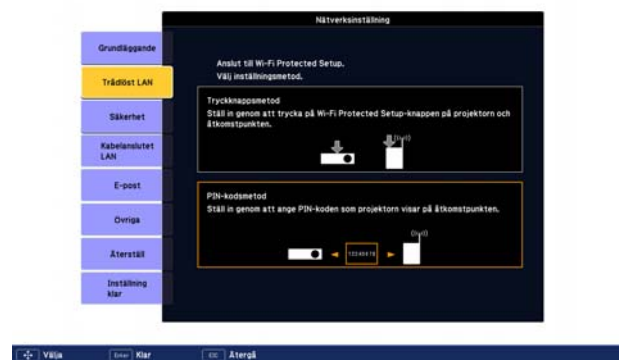 Nätverksinställning
Grundläggande
Trådlöst LAN
Säkerhet
Kabelanslutet
LAN
E-post
Övriga
Återställ
Inställning
klar
Anslut till Wi-Fi Protected Setup.
Välj inställningsmetod.
Tryckknappsmetod
Ställ in genom att trycka på Wi-Fi Protected Setup-knappen på projektorn och
åtkomstpunkten.
PIN-kodsmetod
Ställ in genom att ange PIN-koden som projektorn visar på åtkomstpunkten.
Välja
Enter Klar
ESC Återgå